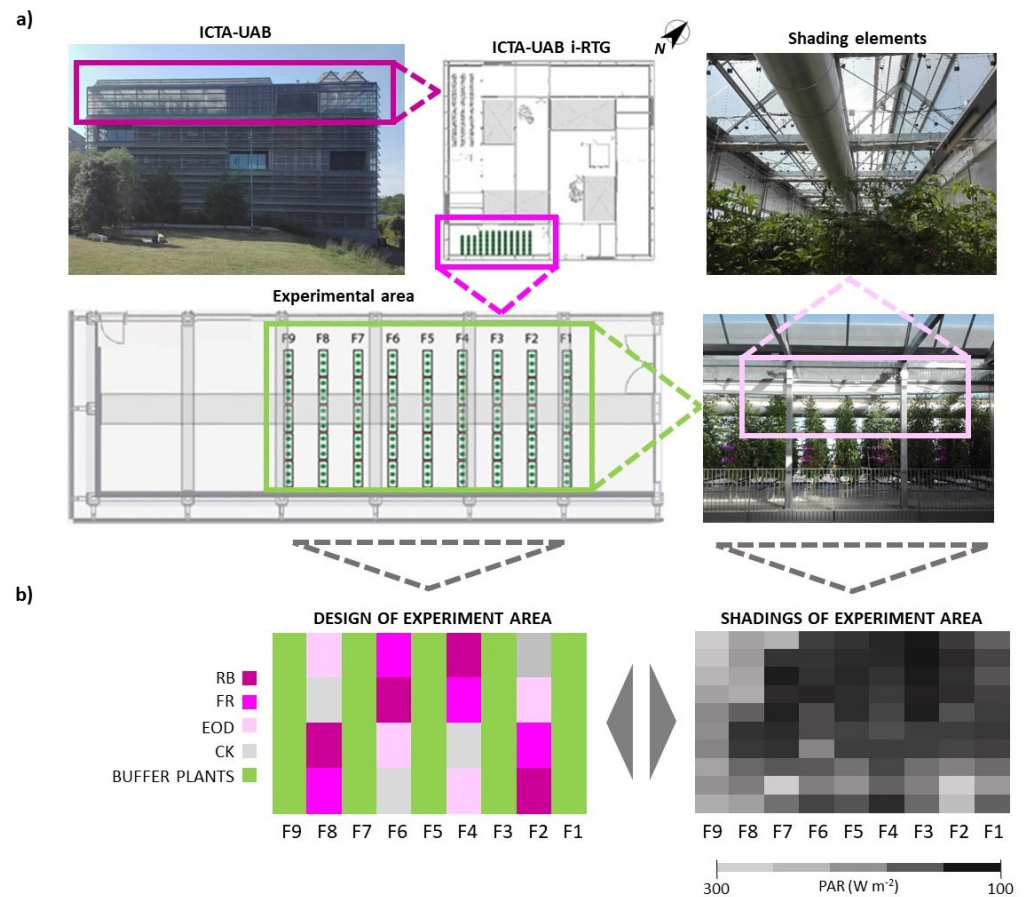 a)
ICTA-UAB
ICTA-UAB i-RTG
N
Shading elements
Experimental area
F9 F8 F7 F6 F5 F4 F3 F2 F1
b)
DESIGN OF EXPERIMENT AREA
SHADINGS OF EXPERIMENT AREA
RB
FR
EOD
CK
BUFFER PLANTS
F9 F8 F7 F6 F5 F4 F3 F2 F1
F9 F8 F7 F6 F5 F4 F3 F2 F1
300 PAR (W m⁻²) 100